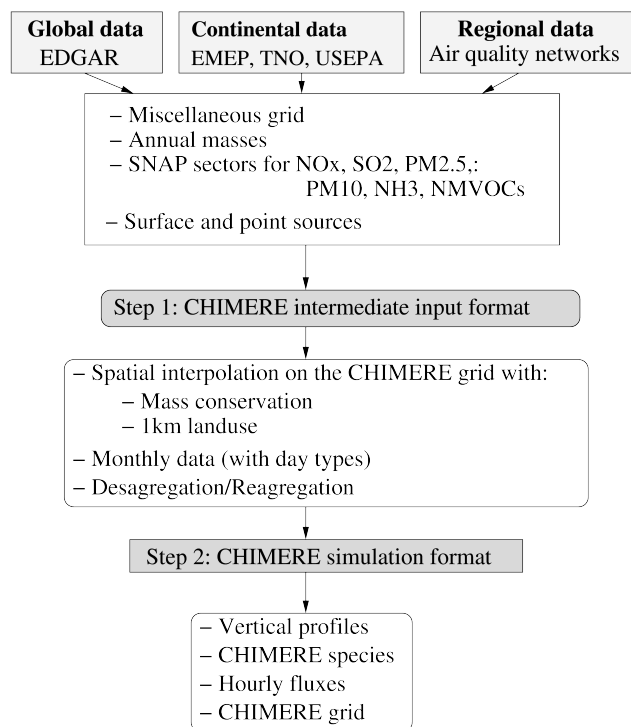 Global data
EDGAR
Continental data
EMEP, TNO, USEPA
Regional data
Air quality networks
– Miscellaneous grid
– Annual masses
– SNAP sectors for NOx, SO2, PM2.5,:
PM10, NH3, NMVOCs
– Surface and point sources
Step 1: CHIMERE intermediate input format
– Spatial interpolation on the CHIMERE grid with:
– Mass conservation
– 1km landuse
– Monthly data (with day types)
– Desagregation/Reagregation
Step 2: CHIMERE simulation format
– Vertical profiles
– CHIMERE species
– Hourly fluxes
– CHIMERE grid